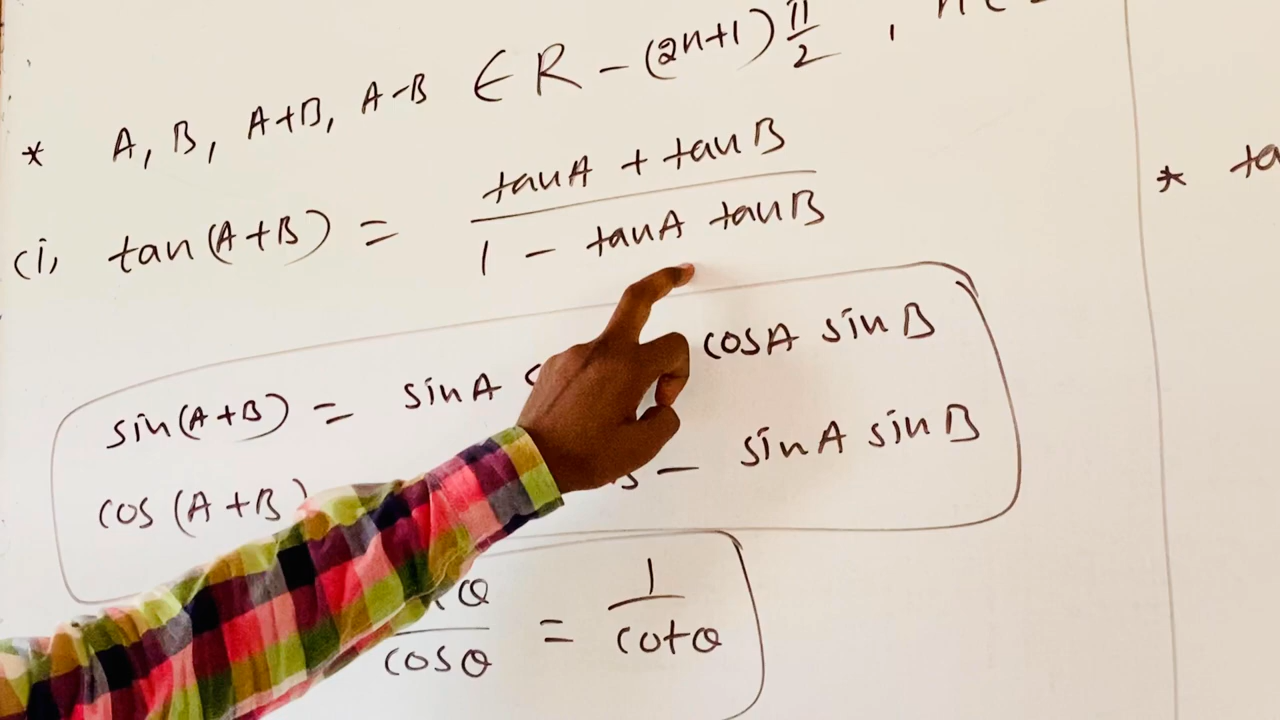 * A, B, A+B, A-B ∈ R - (2n+1) π/2 ,
(i, tan(A+B) = (tanA + tanB)/(1 - tanA tanB)
* ta
sin(A+B) = sinA cosA sinB
cos(A+B) - sinA sinB
/cosθ = 1/cotθ